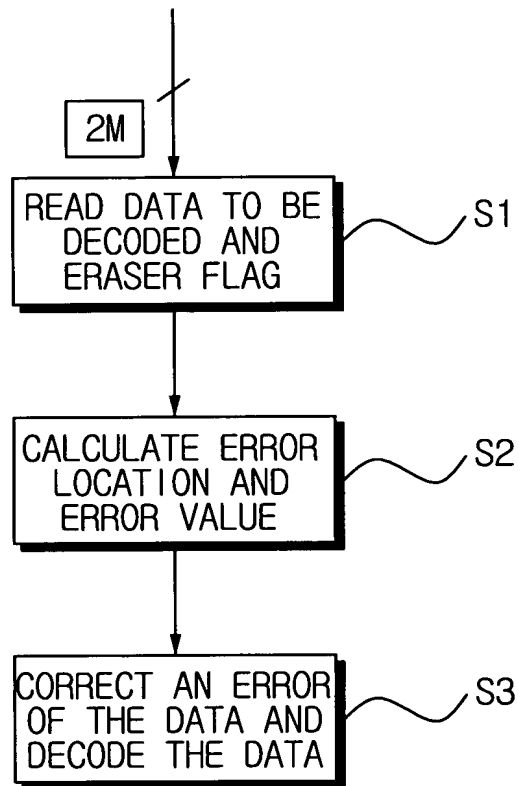 2M
READ DATA TO BE
DECODED AND
ERASER FLAG
S1
CALCULATE ERROR
LOCATION AND
ERROR VALUE
S2
CORRECT AN ERROR
OF THE DATA AND
DECODE THE DATA
S3